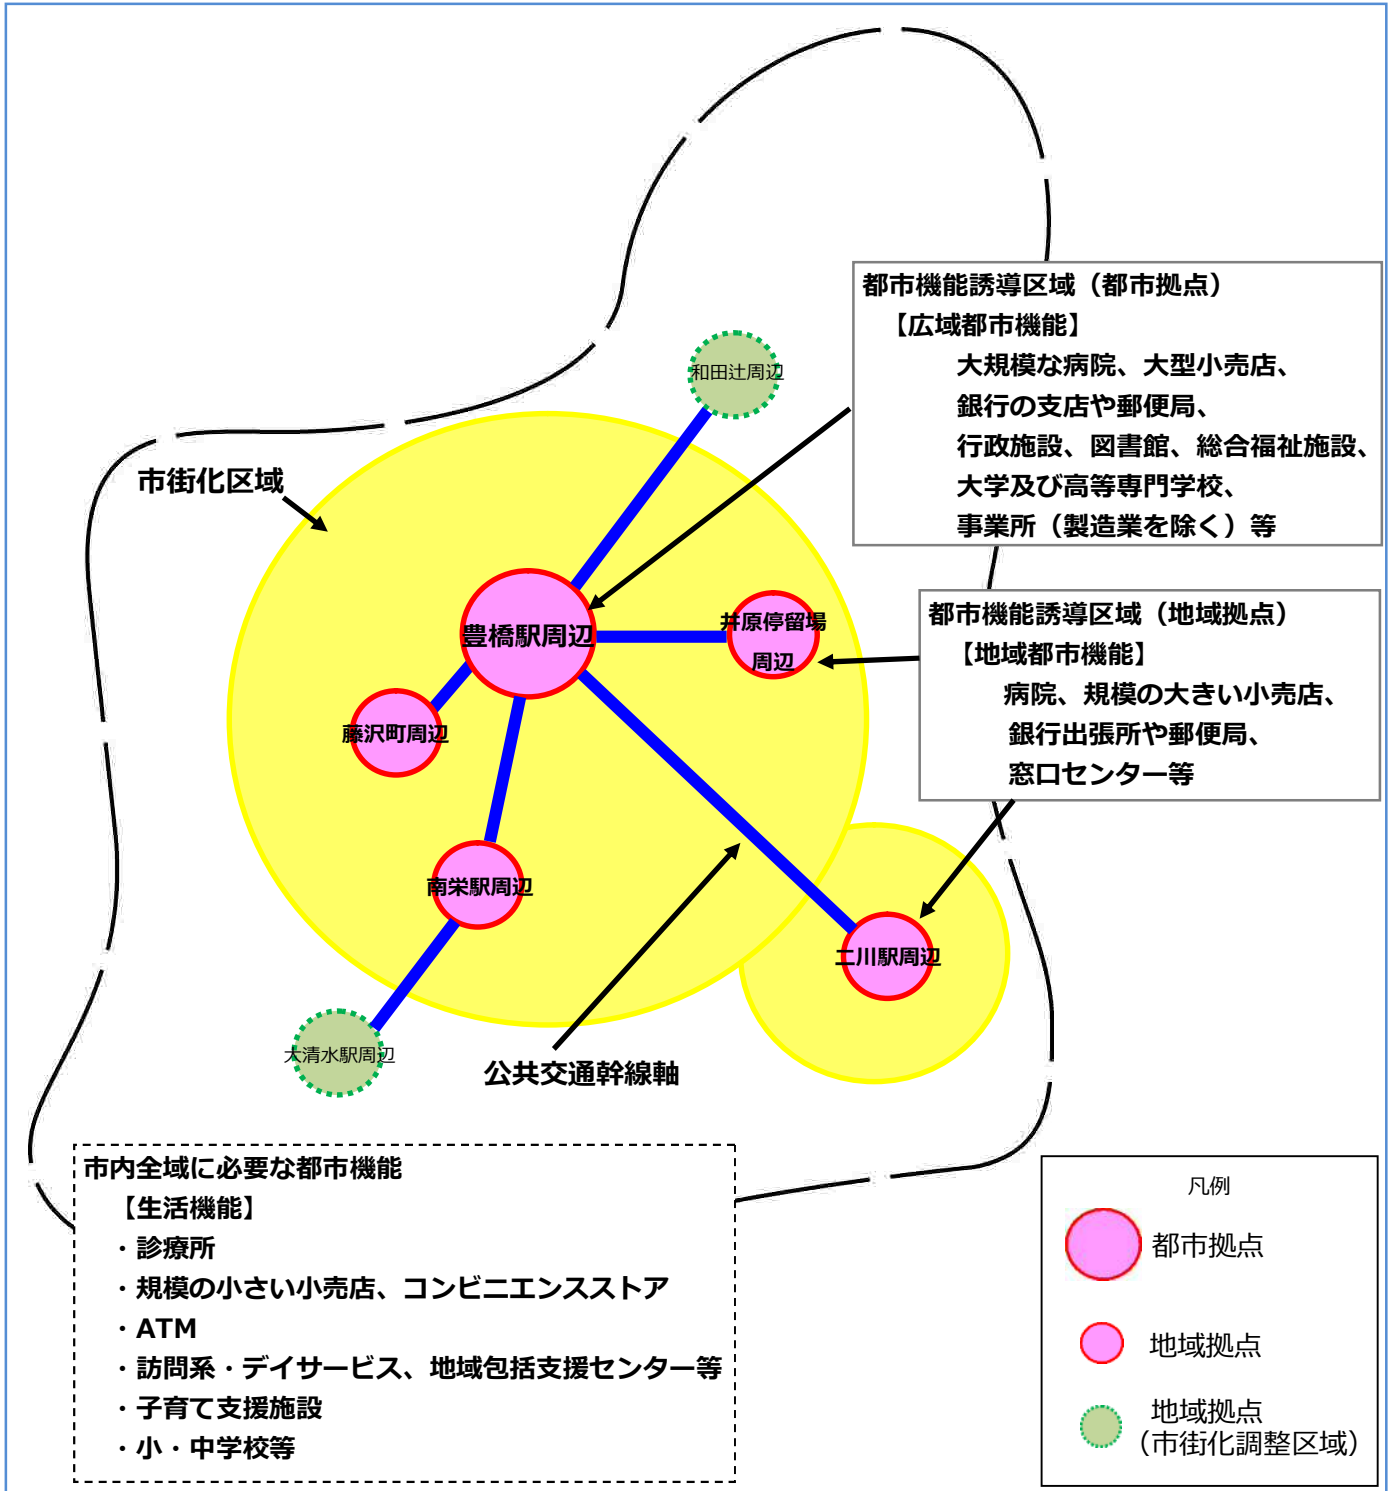 都市機能誘導区域（都市拠点）
【広域都市機能】
大規模な病院、大型小売店、
銀行の支店や郵便局、
行政施設、図書館、総合福祉施設、
大学及び高等専門学校、
事業所（製造業を除く）等
和田辻周辺
市街化区域
豊橋駅周辺
井原停留場
周辺
都市機能誘導区域（地域拠点）
【地域都市機能】
病院、規模の大きい小売店、
銀行出張所や郵便局、
窓口センター等
藤沢町周辺
南栄駅周辺
二川駅周辺
大清水駅周辺
公共交通幹線軸
市内全域に必要な都市機能
【生活機能】
・診療所
・規模の小さい小売店、コンビニエンスストア
・ATM
・訪問系・デイサービス、地域包括支援センター等
・子育て支援施設
・小・中学校等
凡例
都市拠点
地域拠点
地域拠点
（市街化調整区域）